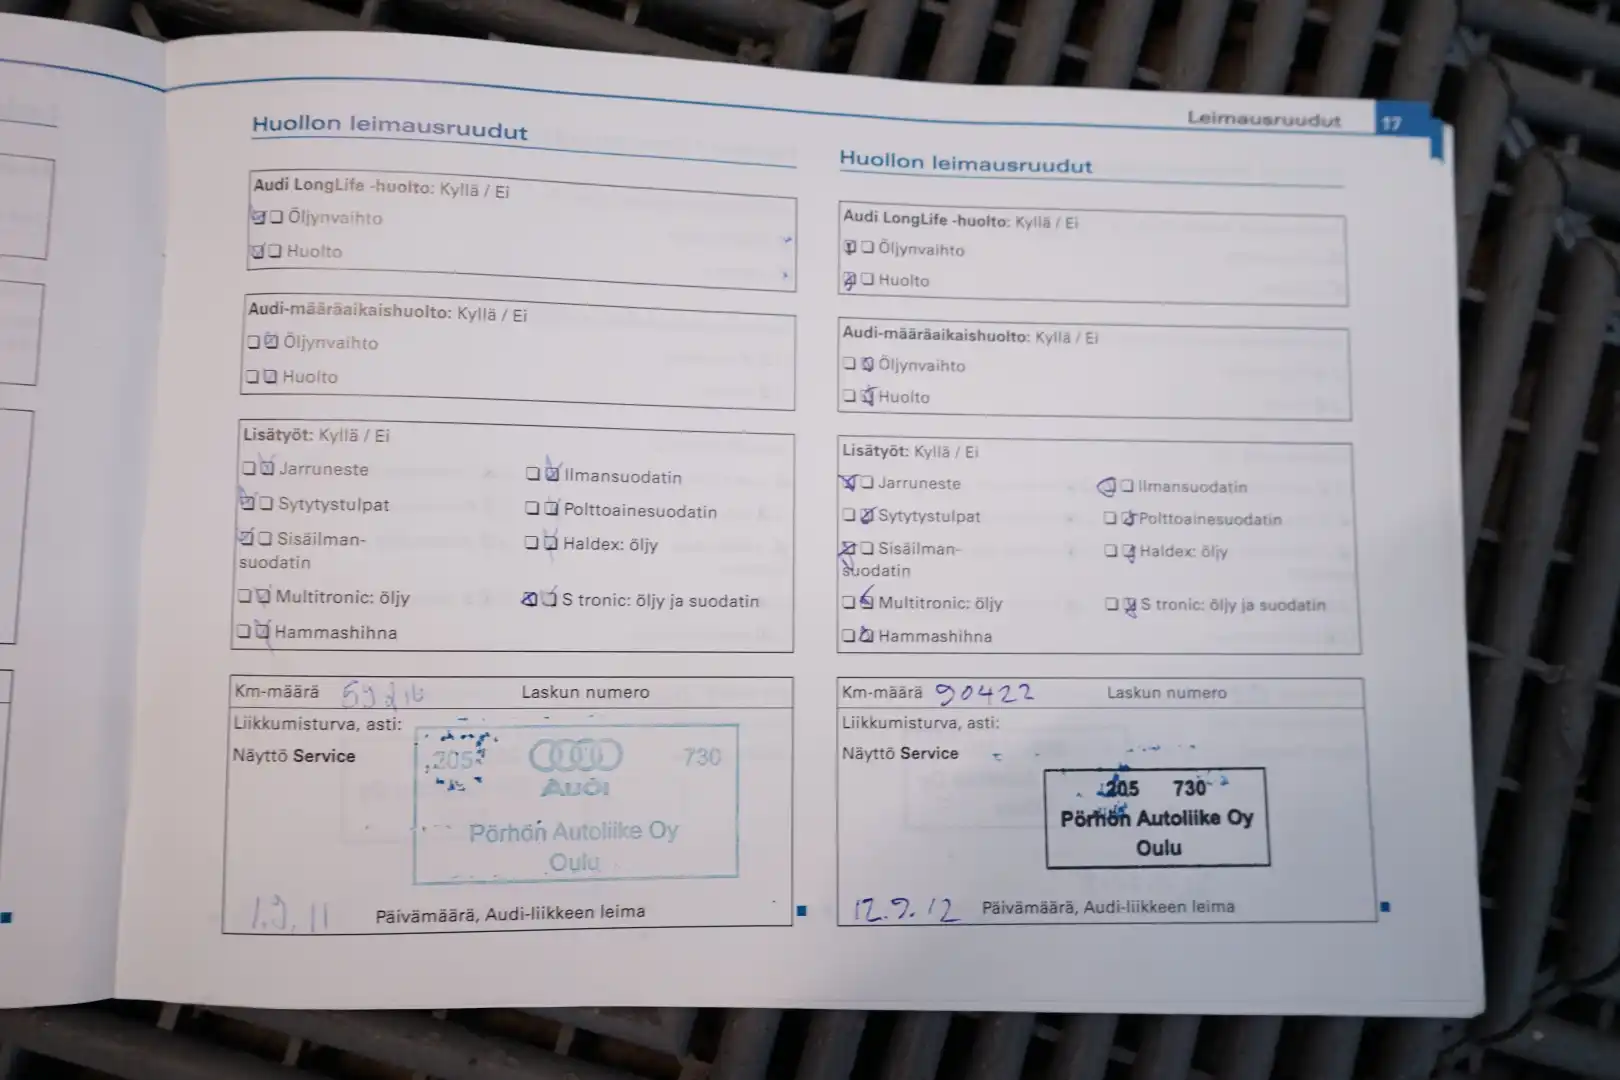 Leimausruudut 17
Huollon leimausruudut
Audi LongLife -huolto: Kyllä / Ei
Öljynvaihto
Huolto
Audi-määräaikaishuolto: Kyllä / Ei
Öljynvaihto
Huolto
Lisätyöt: Kyllä / Ei
Jarruneste
Ilmansuodatin
Sytytystulpat
Polttoainesuodatin
Sisäilman-
suodatin
Haldex: öljy
Multitronic: öljy
S tronic: öljy ja suodatin
Hammashihna
Km-määrä
Laskun numero
Liikkumisturva, asti:
Näyttö Service
205 730
Audi
Pörhön Autoliike Oy
Oulu
1.9.11 Päivämäärä, Audi-liikkeen leima
Huollon leimausruudut
Audi LongLife -huolto: Kyllä / Ei
Öljynvaihto
Huolto
Audi-määräaikaishuolto: Kyllä / Ei
Öljynvaihto
Huolto
Lisätyöt: Kyllä / Ei
Jarruneste
Ilmansuodatin
Sytytystulpat
Polttoainesuodatin
Sisäilman-
suodatin
Haldex: öljy
Multitronic: öljy
S tronic: öljy ja suodatin
Hammashihna
Km-määrä 90422
Laskun numero
Liikkumisturva, asti:
Näyttö Service
205 730
Pörhön Autoliike Oy
Oulu
12.9.12 Päivämäärä, Audi-liikkeen leima